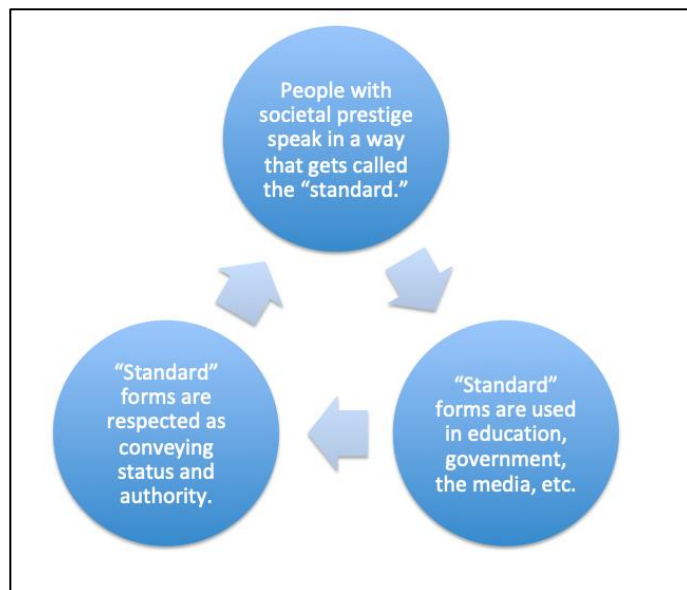 People with
societal prestige
speak in a way
that gets called
the “standard.”
“Standard”
forms are used
in education,
government,
the media, etc.
“Standard”
forms are
respected as
conveying
status and
authority.